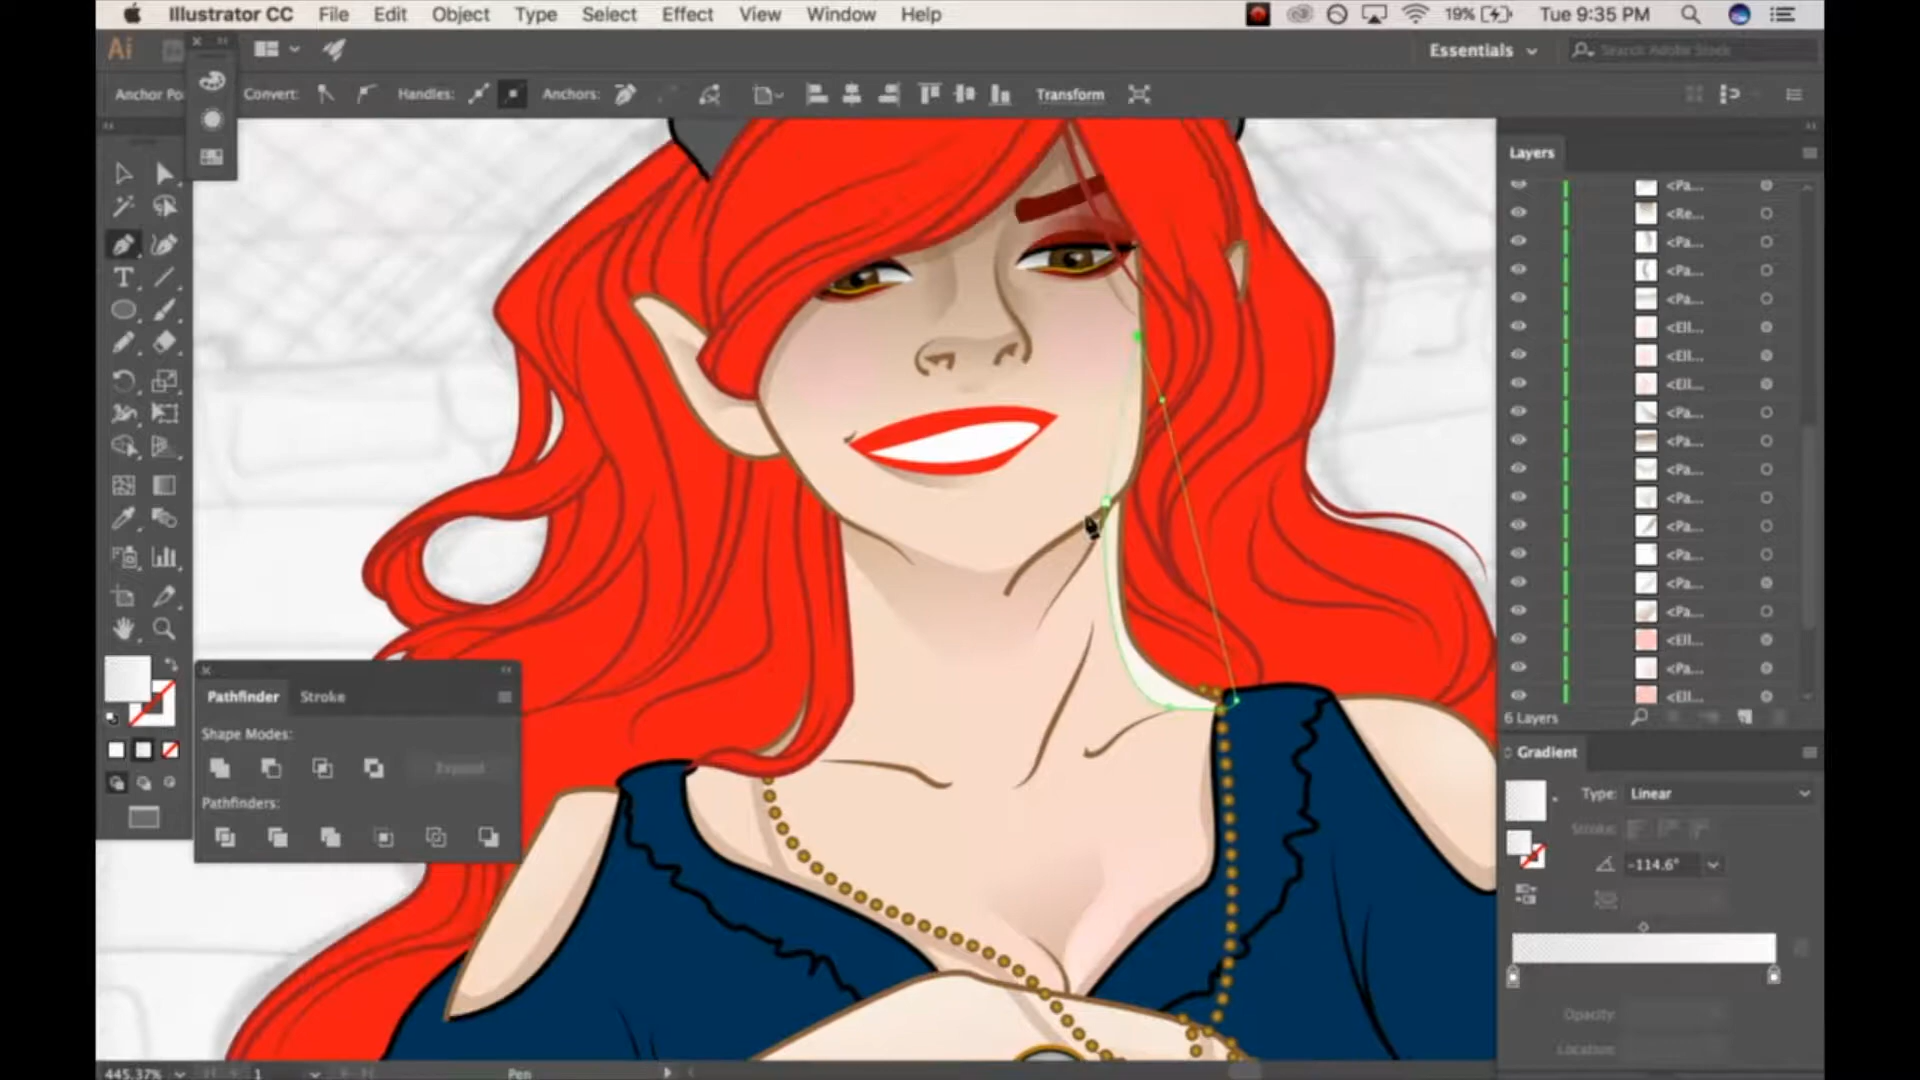 Illustrator CC File Edit Object Type Select Effect View Window Help 19% Tue 9:35 PM
Ai Essentials Search Adobe Stock
Anchor Po Convert: Handles: Anchors: Transform
Layers
<Pa...
<Re...
<Pa...
<Pa...
<Pa...
<Ell...
<Ell...
<Ell...
<Pa...
<Pa...
<Pa...
<Pa...
<Pa...
<Pa...
<Pa...
<Pa...
<Ell...
<Pa...
<Ell...
6 Layers
T
Pathfinder Stroke
Shape Modes:
Expand
Pathfinders:
Gradient
Type: Linear
Stroke:
-114.6°
Opacity:
Location:
445.37% 1 Pen